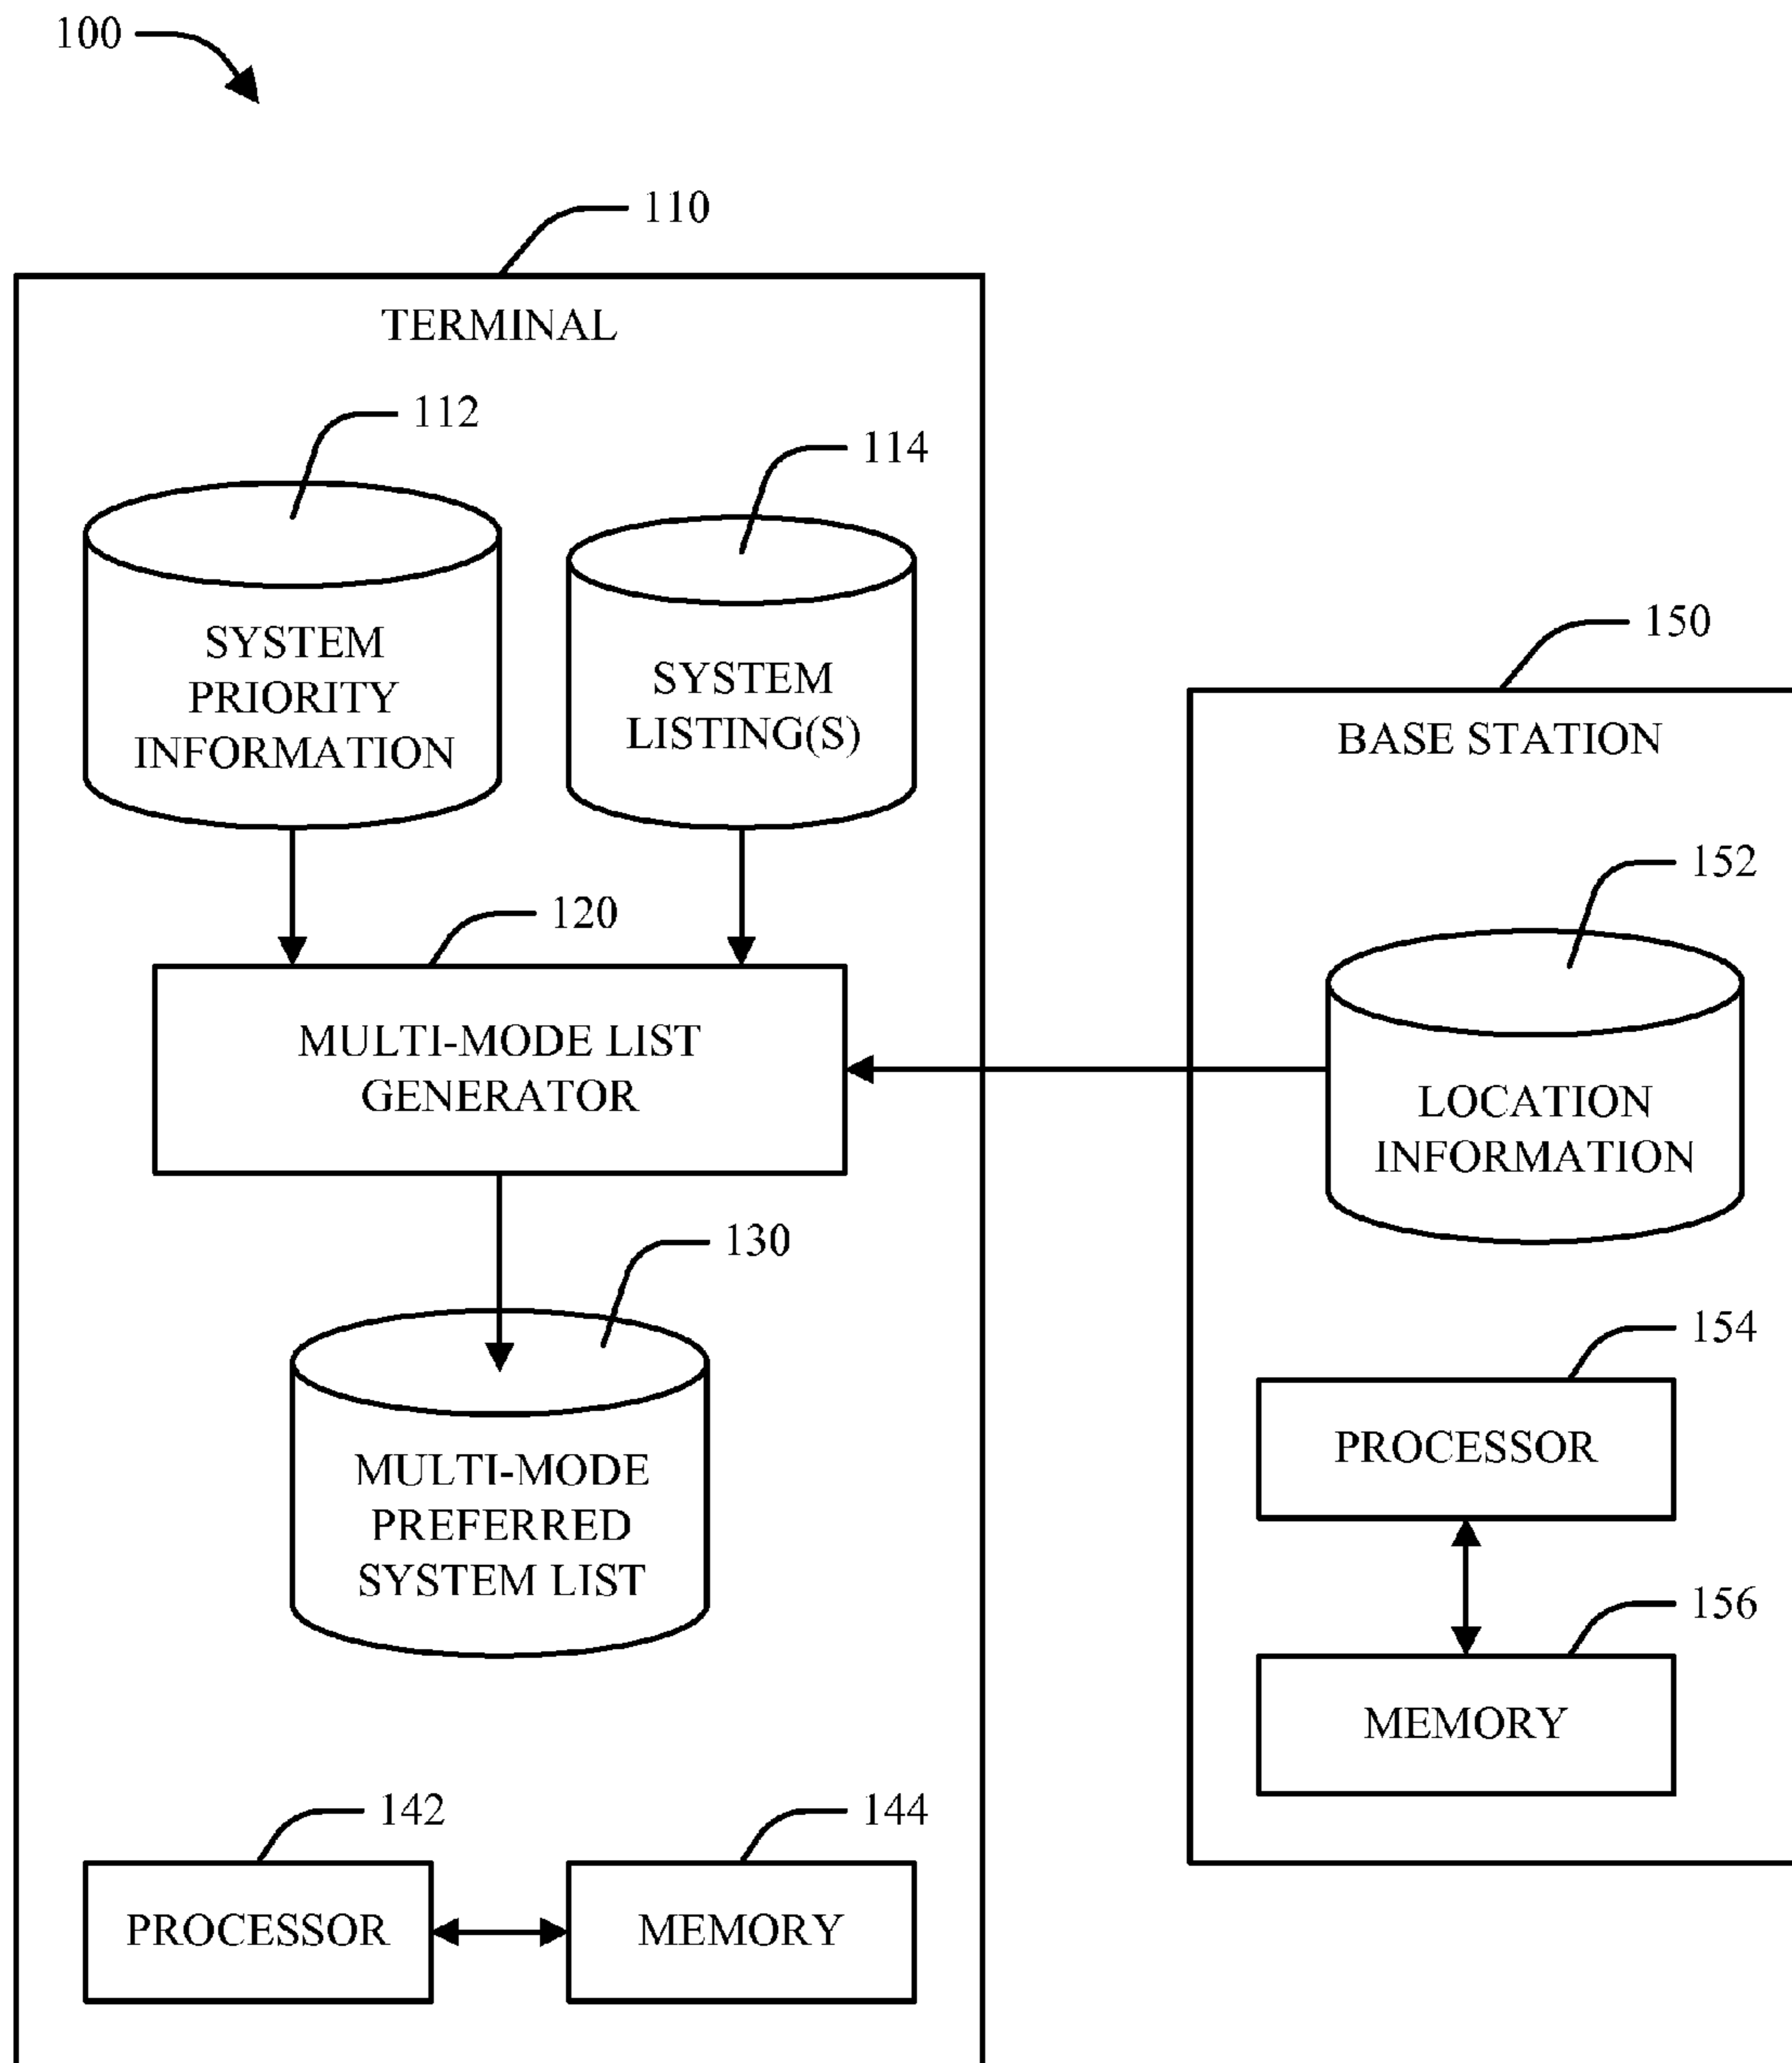 100
110
TERMINAL
112
114
SYSTEM
PRIORITY
INFORMATION
SYSTEM
LISTING(S)
120
MULTI-MODE LIST
GENERATOR
130
MULTI-MODE
PREFERRED
SYSTEM LIST
142
144
PROCESSOR
MEMORY
150
BASE STATION
152
LOCATION
INFORMATION
154
PROCESSOR
156
MEMORY